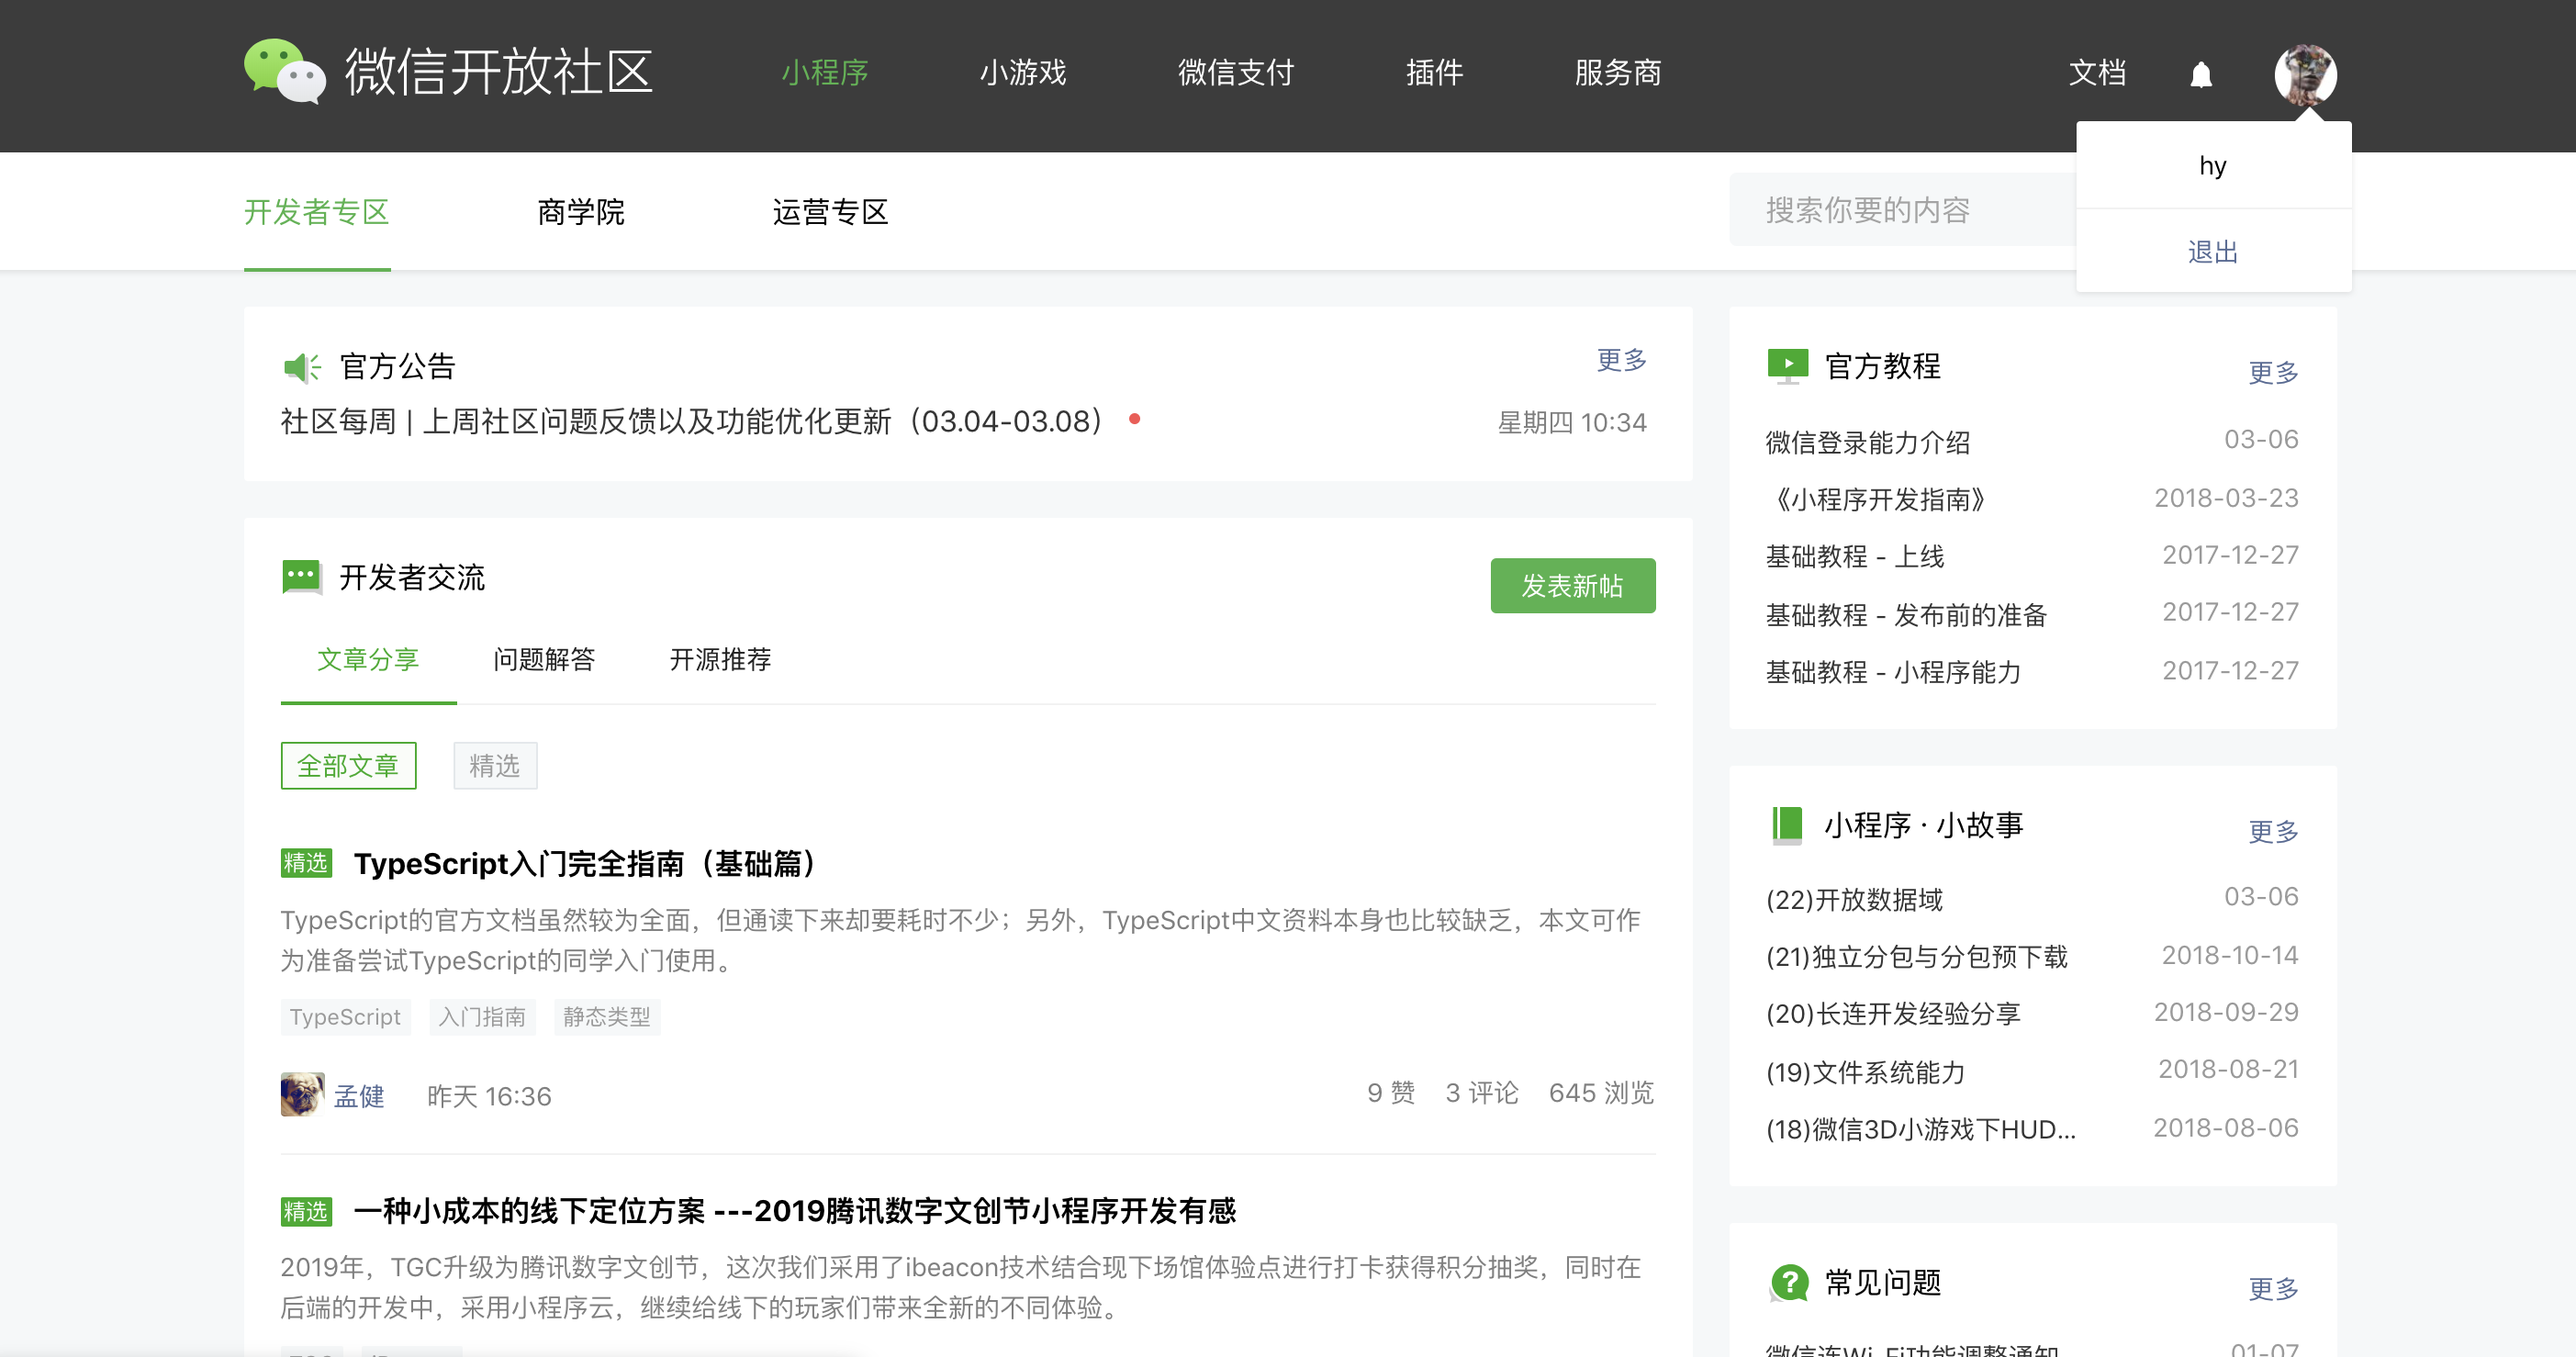 微信开放社区
小程序
小游戏
微信支付
插件
服务商
文档
hy
退出
开发者专区
商学院
运营专区
搜索你要的内容
官方公告
更多
社区每周 | 上周社区问题反馈以及功能优化更新（03.04-03.08）
星期四 10:34
开发者交流
发表新帖
文章分享
问题解答
开源推荐
全部文章
精选
精选 TypeScript入门完全指南（基础篇）
TypeScript的官方文档虽然较为全面，但通读下来却要耗时不少；另外，TypeScript中文资料本身也比较缺乏，本文可作
为准备尝试TypeScript的同学入门使用。
TypeScript 入门指南 静态类型
孟健 昨天 16:36
9 赞 3 评论 645 浏览
精选 一种小成本的线下定位方案 ---2019腾讯数字文创节小程序开发有感
2019年，TGC升级为腾讯数字文创节，这次我们采用了ibeacon技术结合现下场馆体验点进行打卡获得积分抽奖，同时在
后端的开发中，采用小程序云，继续给线下的玩家们带来全新的不同体验。
官方教程
更多
微信登录能力介绍 03-06
《小程序开发指南》 2018-03-23
基础教程 - 上线 2017-12-27
基础教程 - 发布前的准备 2017-12-27
基础教程 - 小程序能力 2017-12-27
小程序 · 小故事
更多
(22)开放数据域 03-06
(21)独立分包与分包预下载 2018-10-14
(20)长连开发经验分享 2018-09-29
(19)文件系统能力 2018-08-21
(18)微信3D小游戏下HUD... 2018-08-06
常见问题
更多
微信连Wi-Fi功能调整通知 01-07